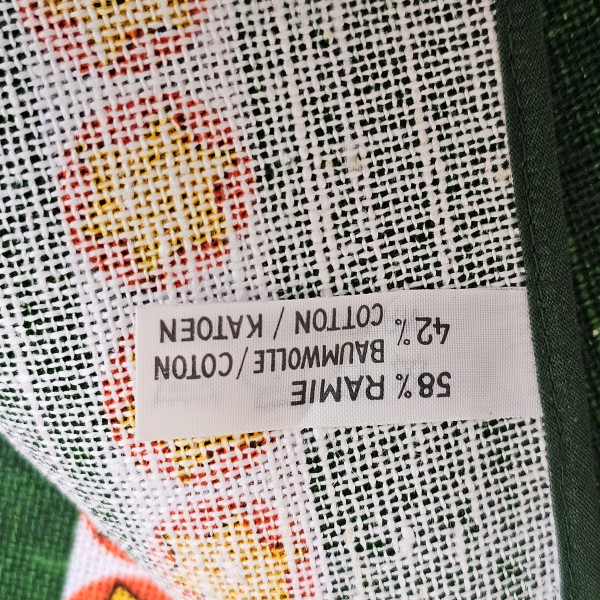 58% RAMIE
42% BAUMWOLLE/COTON
COTTON / KATOEN